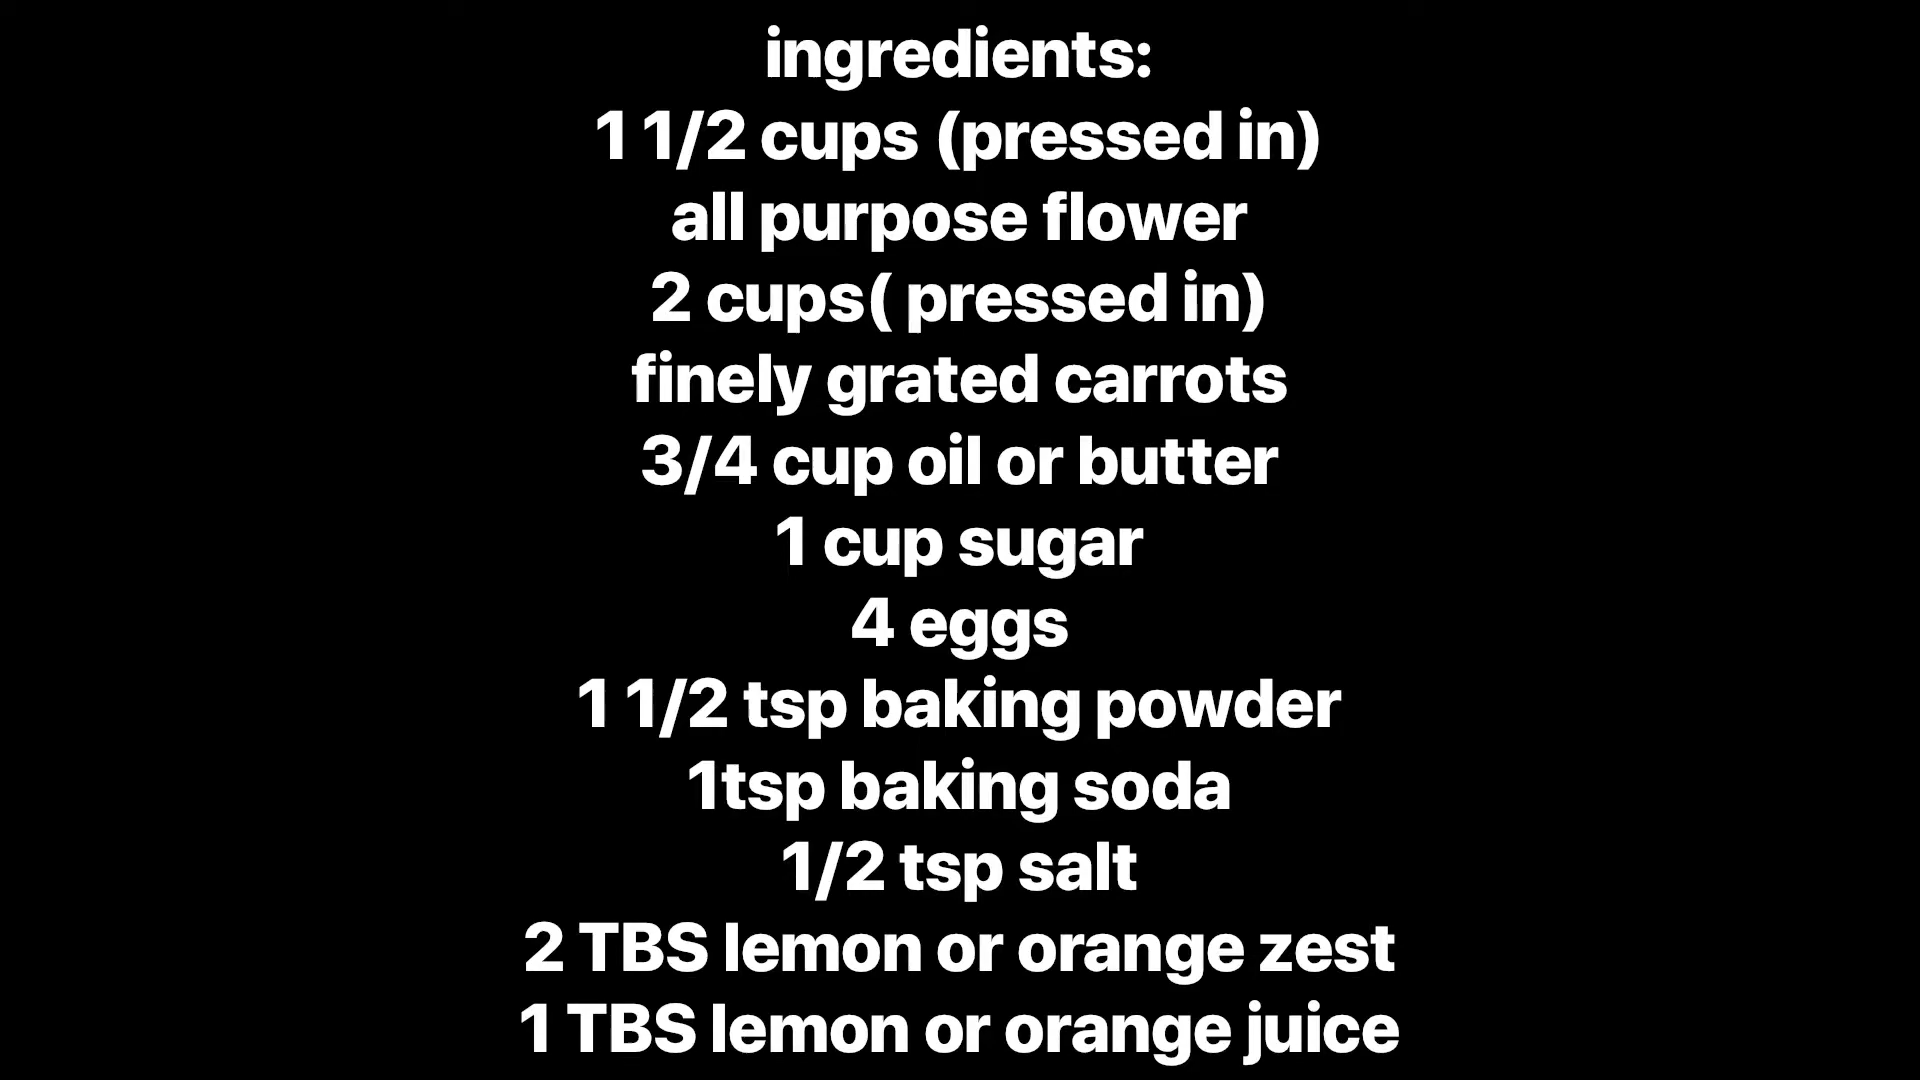 ingredients:
1 1/2 cups (pressed in)
all purpose flower
2 cups( pressed in)
finely grated carrots
3/4 cup oil or butter
1 cup sugar
4 eggs
1 1/2 tsp baking powder
1tsp baking soda
1/2 tsp salt
2 TBS lemon or orange zest
1 TBS lemon or orange juice